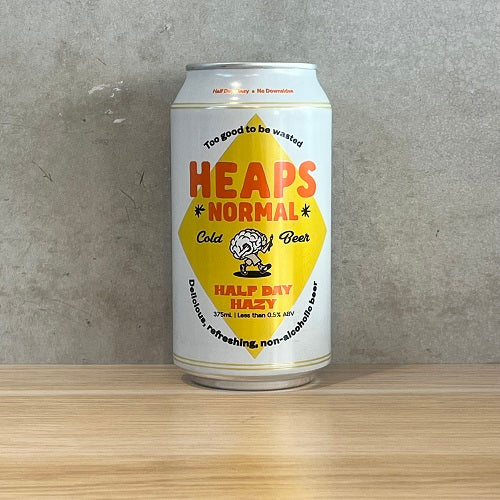 Half Day Hazy x No Downsides
Too good to be wasted
HEAPS
NORMAL
Cold Beer
HALF DAY
HAZY
375mL | Less than 0.5% ABV
Delicious, refreshing, non-alcoholic beer